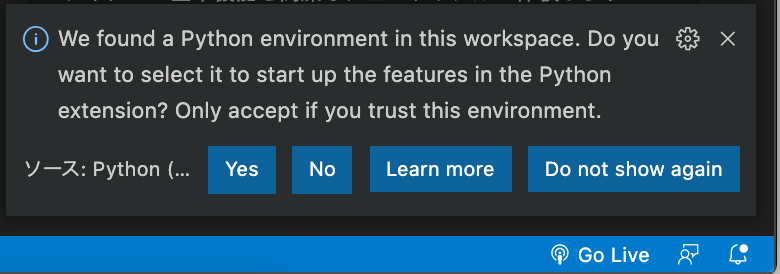 We found a Python environment in this workspace. Do you
want to select it to start up the features in the Python
extension? Only accept if you trust this environment.
ソース: Python (...
Yes
No
Learn more
Do not show again
Go Live